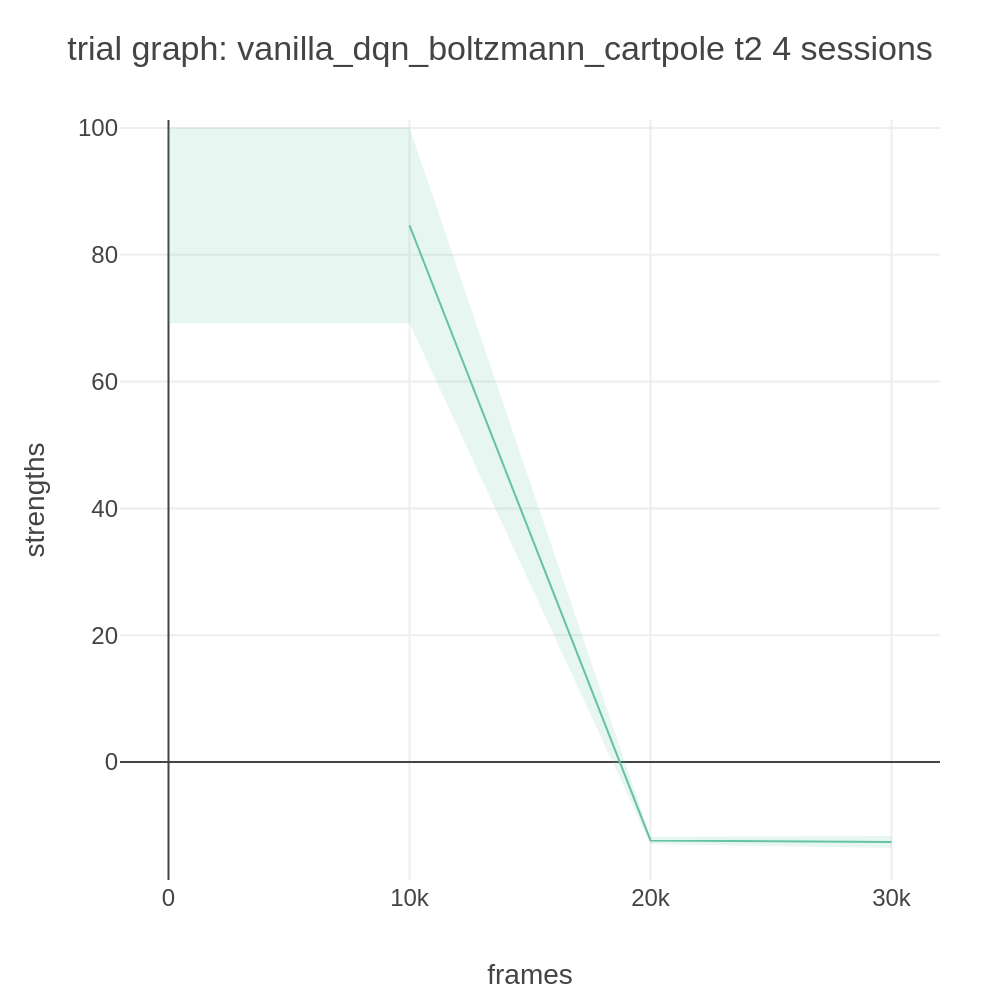 trial graph: vanilla_dqn_boltzmann_cartpole t2 4 sessions
100
80
60
40
20
0
strengths
0
10k
20k
30k
frames